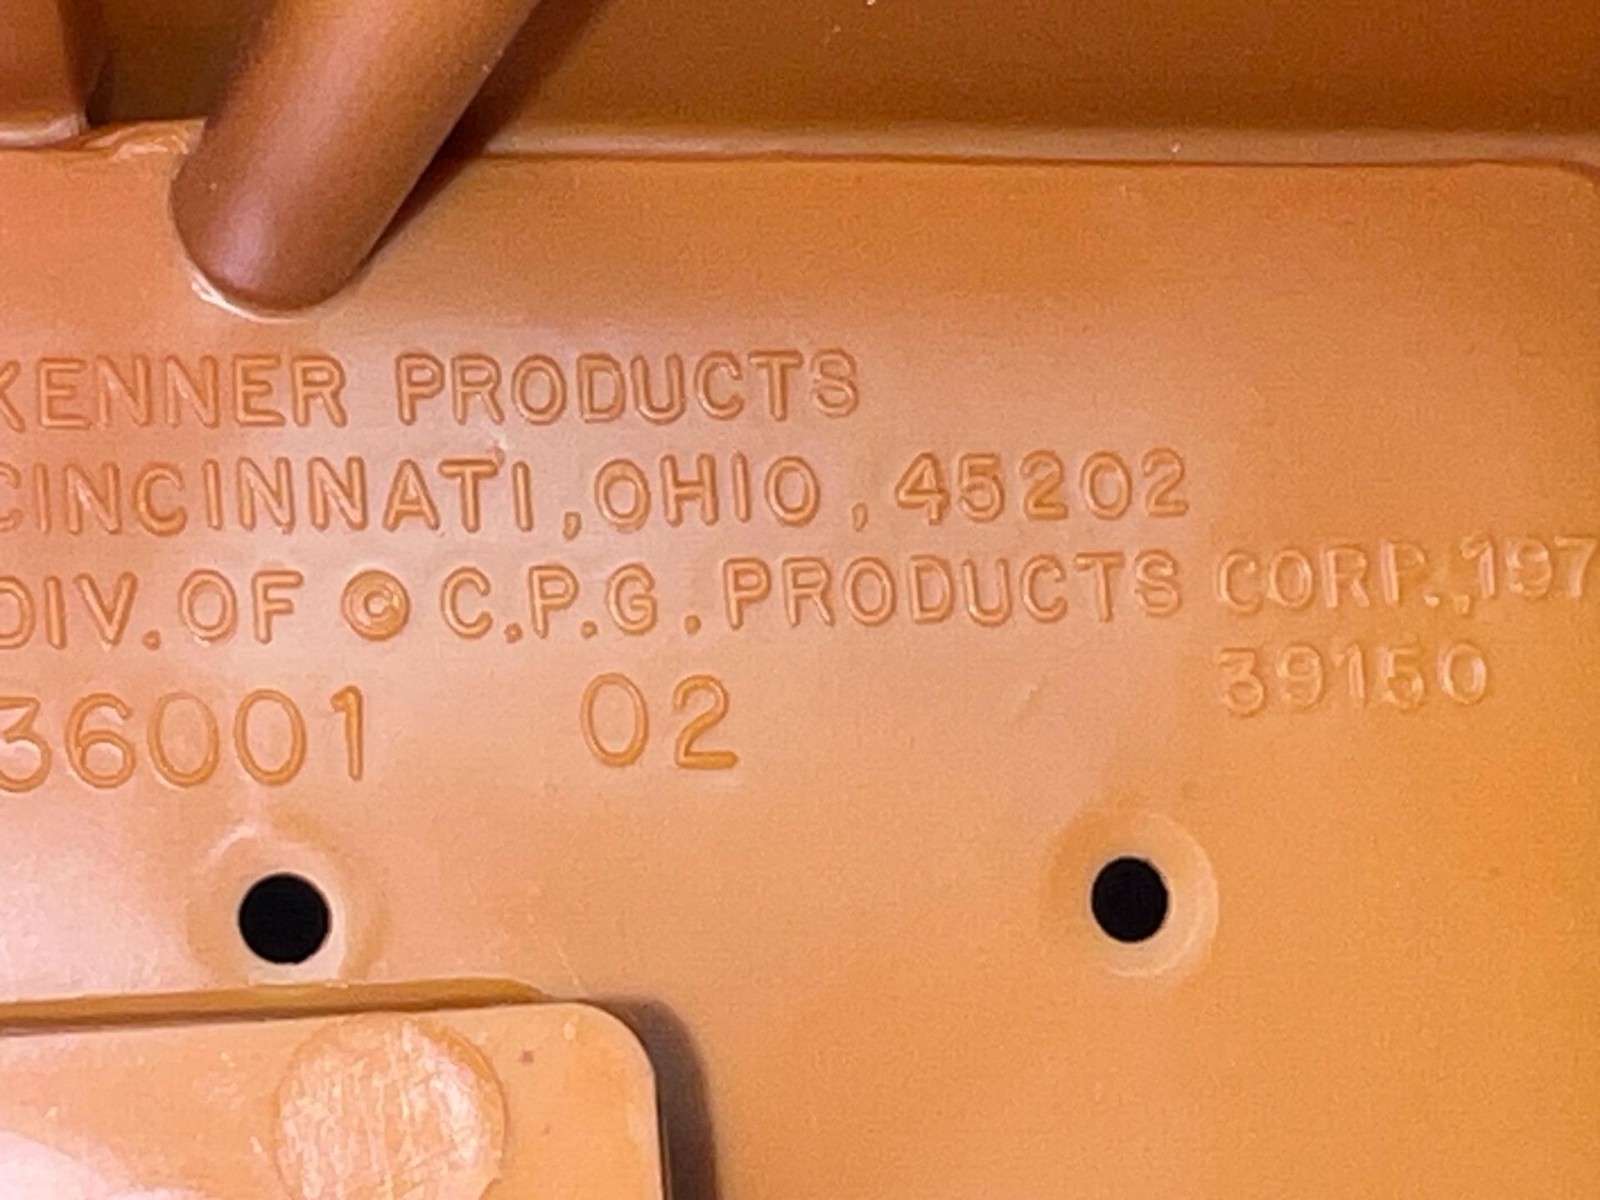 KENNER PRODUCTS
CINCINNATI, OHIO, 45202
DIV. OF © C.P.G. PRODUCTS CORP., 197
39150
36001 02